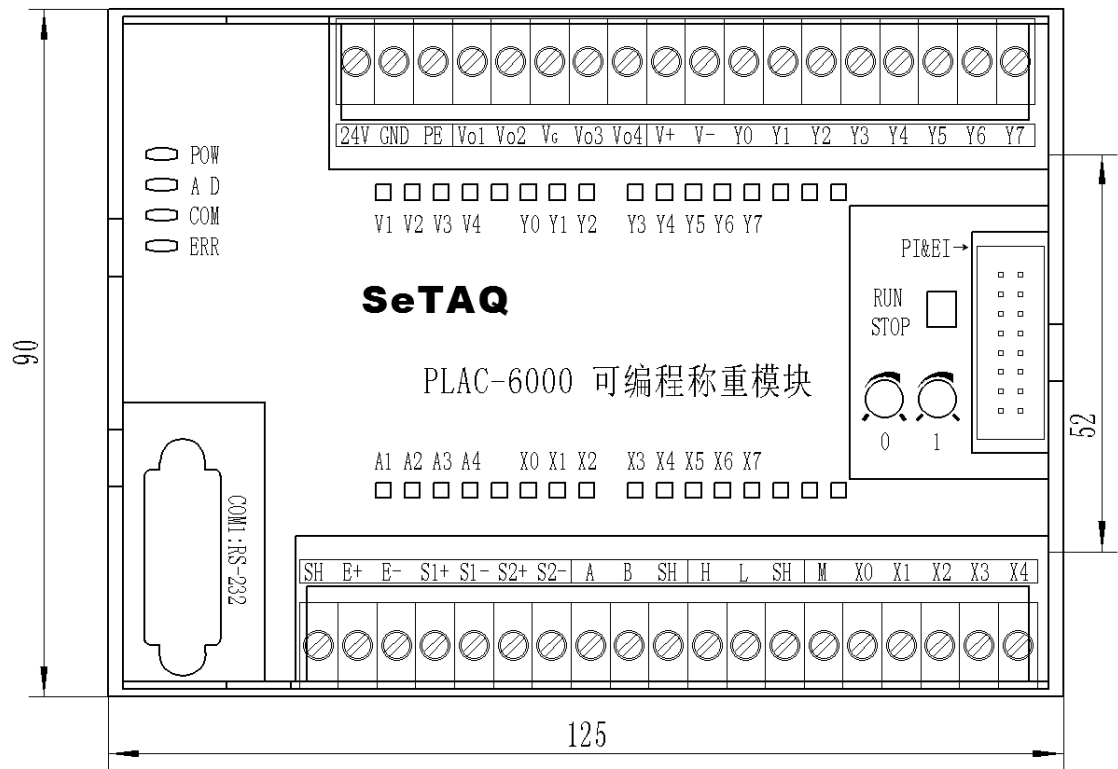 24V GND PE Vo1 Vo2 VG Vo3 Vo4 V+ V- Y0 Y1 Y2 Y3 Y4 Y5 Y6 Y7
POW
A D
COM
ERR
V1 V2 V3 V4 Y0 Y1 Y2 Y3 Y4 Y5 Y6 Y7
PI&EI→
RUN
STOP
SeTAQ
PLAC-6000 可编程称重模块
0 1
90
52
A1 A2 A3 A4 X0 X1 X2 X3 X4 X5 X6 X7
COM1:RS-232
SH E+ E- S1+ S1- S2+ S2- A B SH H L SH M X0 X1 X2 X3 X4
125